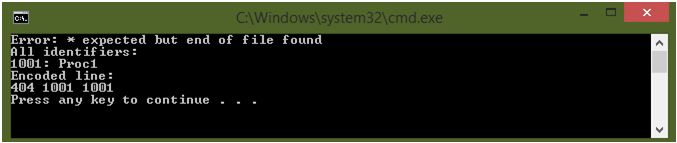 C:\Windows\system32\cmd.exe
Error: * expected but end of file found
All identifiers:
1001: Proc1
Encoded line:
404 1001 1001
Press any key to continue . . .